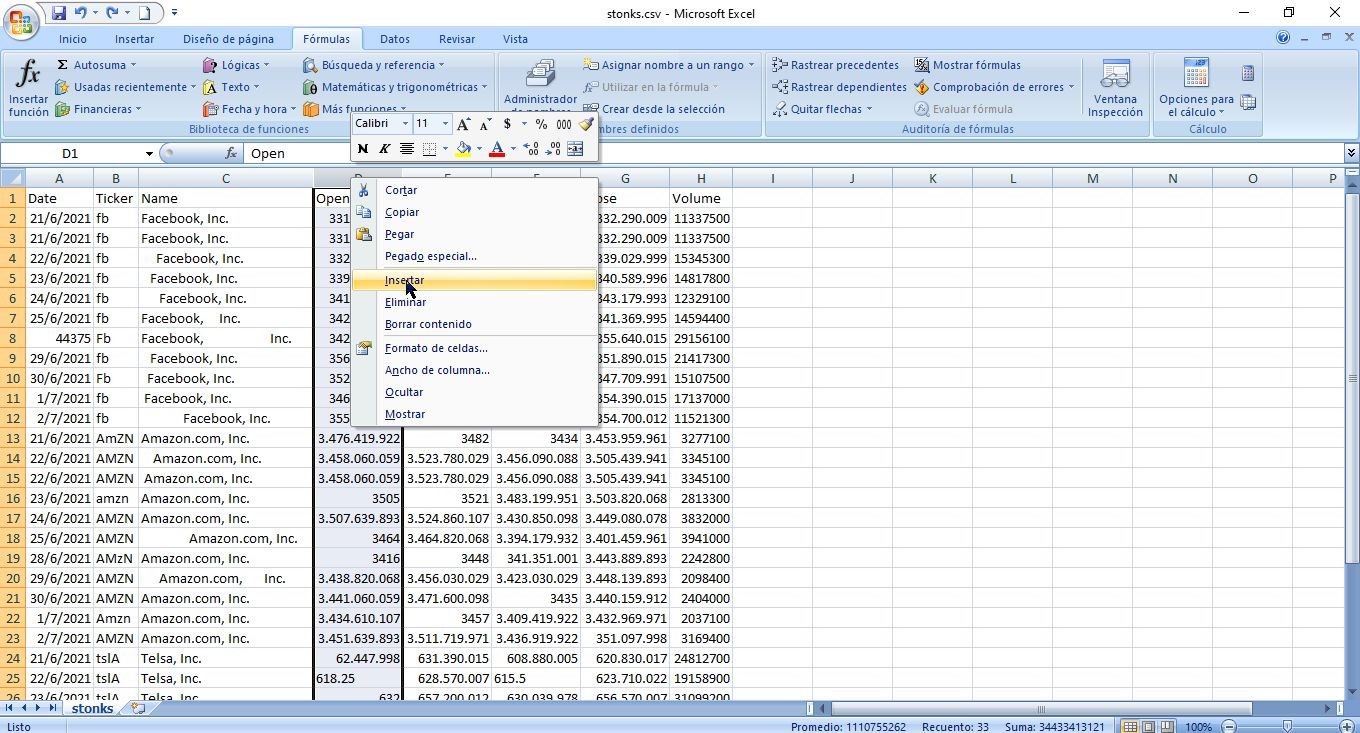 stonks.csv - Microsoft Excel
Inicio Insertar Diseño de página Fórmulas Datos Revisar Vista
Σ Autosuma Lógicas Búsqueda y referencia Asignar nombre a un rango Rastrear precedentes Mostrar fórmulas
fx Usadas recientemente Texto Matemáticas y trigonométricas Utilizar en la fórmula Rastrear dependientes Comprobación de errores
Insertar función Financieras Fecha y hora Más funciones Administrador Crear desde la selección Quitar flechas Evaluar fórmula Ventana Inspección Opciones para el cálculo
Biblioteca de funciones bres definidos Auditoría de fórmulas Cálculo
Calibri 11 A A $ % 000
N K A
D1 fx Open
A B C D E F G H I J K L M N O P
1 Date Ticker Name Open ose Volume
2 21/6/2021 fb Facebook, Inc. 331 332.290.009 11337500
3 21/6/2021 fb Facebook, Inc. 331 332.290.009 11337500
4 22/6/2021 fb Facebook, Inc. 332 339.029.999 15345300
5 23/6/2021 fb Facebook, Inc. 339 340.589.996 14817800
6 24/6/2021 fb Facebook, Inc. 341 343.179.993 12329100
7 25/6/2021 fb Facebook, Inc. 342 341.369.995 14594400
8 44375 Fb Facebook, Inc. 342 355.640.015 29156100
9 29/6/2021 fb Facebook, Inc. 356 351.890.015 21417300
10 30/6/2021 Fb Facebook, Inc. 352 347.709.991 15107500
11 1/7/2021 fb Facebook, Inc. 346 354.390.015 17137000
12 2/7/2021 fb Facebook, Inc. 355 354.700.012 11521300
Cortar
Copiar
Pegar
Pegado especial...
Insertar
Eliminar
Borrar contenido
Formato de celdas...
Ancho de columna...
Ocultar
Mostrar
13 21/6/2021 AmZN Amazon.com, Inc. 3.476.419.922 3482 3434 3.453.959.961 3277100
14 22/6/2021 AMZN Amazon.com, Inc. 3.458.060.059 3.523.780.029 3.456.090.088 3.505.439.941 3345100
15 22/6/2021 AMZN Amazon.com, Inc. 3.458.060.059 3.523.780.029 3.456.090.088 3.505.439.941 3345100
16 23/6/2021 amzn Amazon.com, Inc. 3505 3521 3.483.199.951 3.503.820.068 2813300
17 24/6/2021 AMZN Amazon.com, Inc. 3.507.639.893 3.524.860.107 3.430.850.098 3.449.080.078 3832000
18 25/6/2021 AMZN Amazon.com, Inc. 3464 3.464.820.068 3.394.179.932 3.401.459.961 3941000
19 28/6/2021 AMzN Amazon.com, Inc. 3416 3448 341.351.001 3.443.889.893 2242800
20 29/6/2021 AMZN Amazon.com, Inc. 3.438.820.068 3.456.030.029 3.423.030.029 3.448.139.893 2098400
21 30/6/2021 AMZN Amazon.com, Inc. 3.441.060.059 3.471.600.098 3435 3.440.159.912 2404000
22 1/7/2021 Amzn Amazon.com, Inc. 3.434.610.107 3457 3.409.419.922 3.432.969.971 2037100
23 2/7/2021 AMZN Amazon.com, Inc. 3.451.639.893 3.511.719.971 3.436.919.922 351.097.998 3169400
24 21/6/2021 tslA Telsa, Inc. 62.447.998 631.390.015 608.880.005 620.830.017 24812700
25 22/6/2021 tslA Telsa, Inc. 618.25 628.570.007 615.5 623.710.022 19158900
26 23/6/2021 tslA Telsa, Inc. 632 657.200.012 630.039.978 656.570.007 31099200
stonks
Listo Promedio: 1110755262 Recuento: 33 Suma: 34433413121 100%